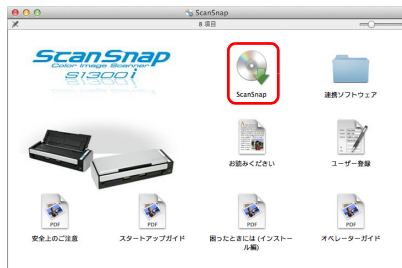 ScanSnap
8 項目
ScanSnap
Color Image Scanner
S1300i
ScanSnap
連携ソフトウェア
お読みください
ユーザー登録
PDF
PDF
PDF
PDF
安全上のご注意
スタートアップガイド
困ったときには (インストー
ル編)
オペレーターガイド